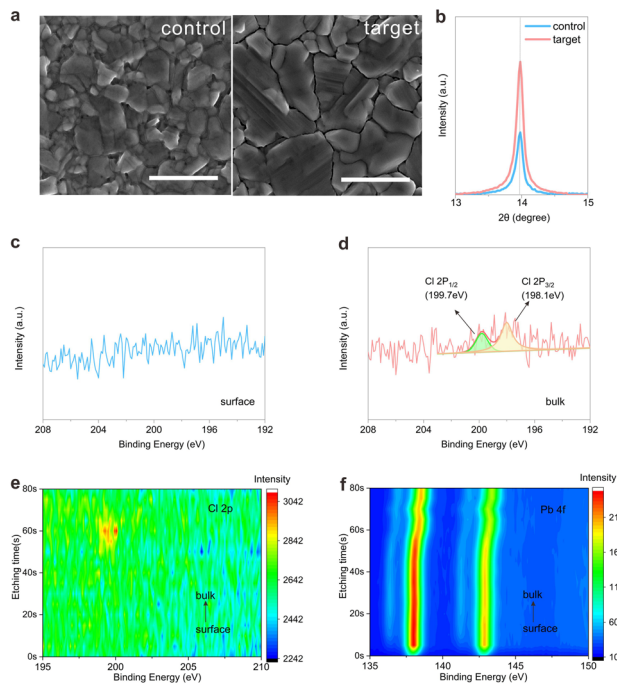 a
control
target
b
control
target
Intensity (a.u.)
13
14
15
2θ (degree)
c
Intensity (a.u.)
surface
208
204
200
196
192
Binding Energy (eV)
d
Cl 2P1/2
(199.7eV)
Cl 2P3/2
(198.1eV)
Intensity (a.u.)
bulk
208
204
200
196
192
Binding Energy (eV)
e
Cl 2p
Intensity
3042
2842
2642
2442
2242
80s
60s
40s
20s
0s
Etching time(s)
bulk
surface
195
200
205
210
Binding Energy (eV)
f
Pb 4f
Intensity
80s
60s
40s
20s
0s
Etching time(s)
bulk
surface
135
140
145
150
Binding Energy (eV)